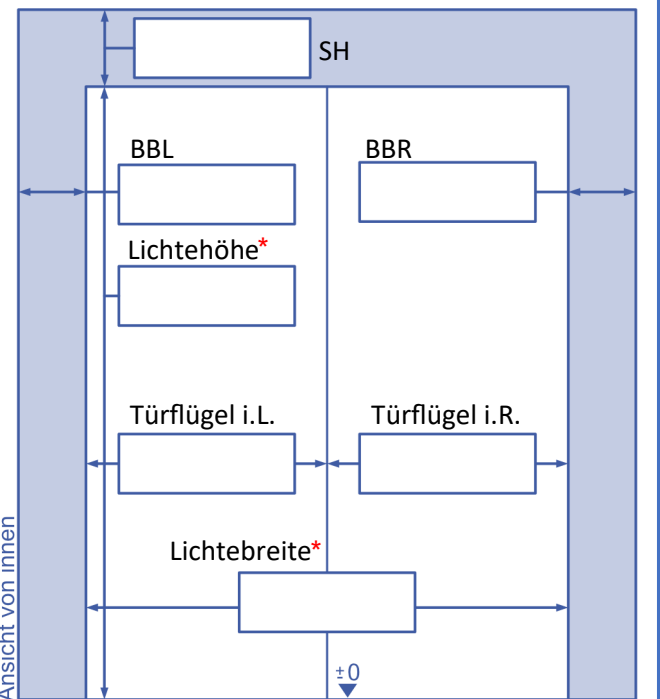 SH
BBL
BBR
Lichtehöhe*
Türflügel i.L.
Türflügel i.R.
Lichtebreite*
±0
Ansicht von innen